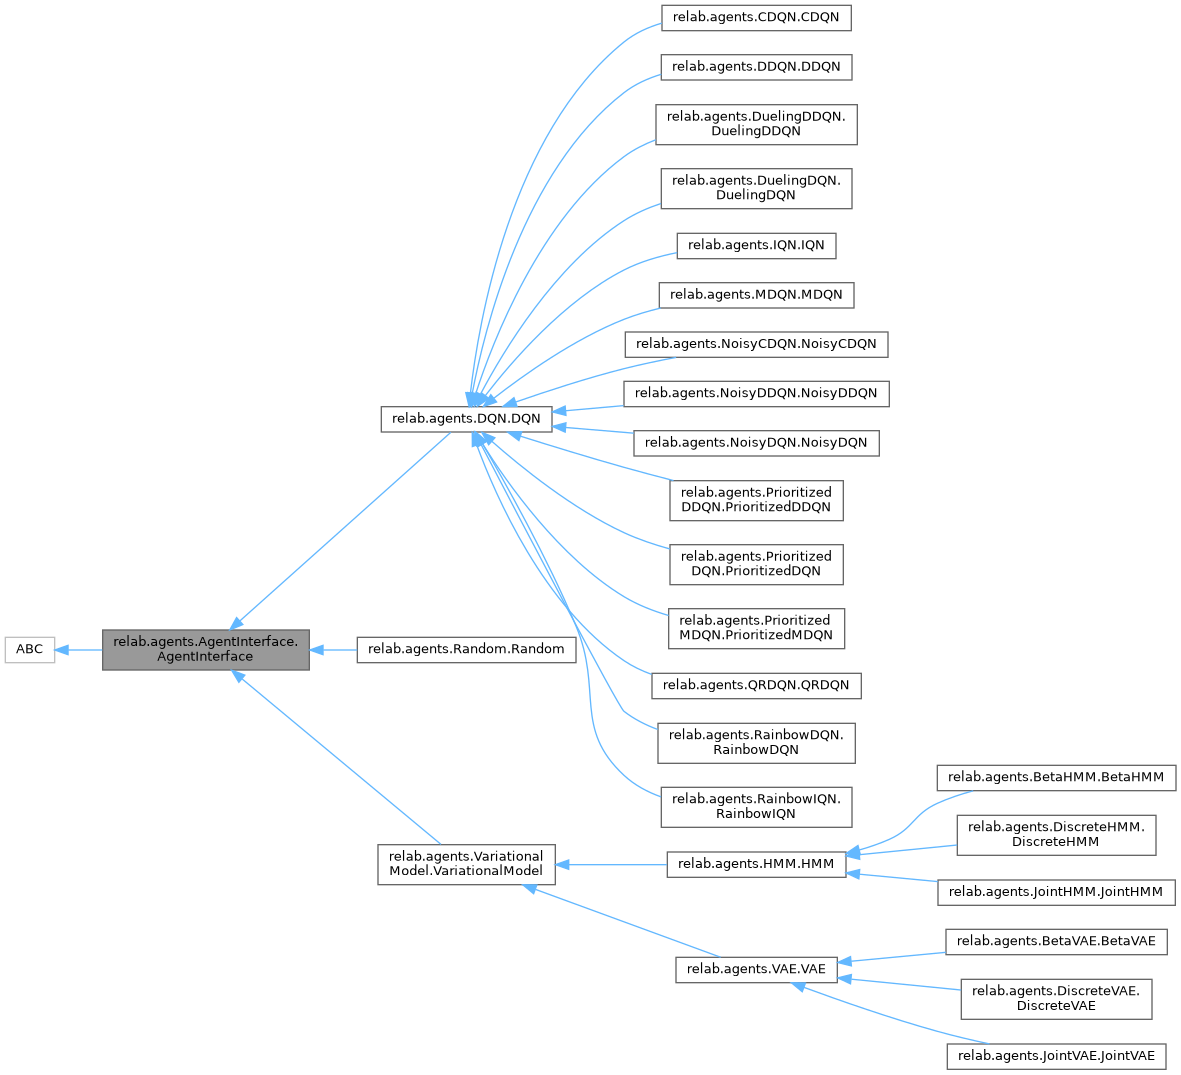 relab.agents.CDQN.CDQN
relab.agents.DDQN.DDQN
relab.agents.DuelingDDQN.
DuelingDDQN
relab.agents.DuelingDQN.
DuelingDQN
relab.agents.IQN.IQN
relab.agents.MDQN.MDQN
relab.agents.NoisyCDQN.NoisyCDQN
relab.agents.NoisyDDQN.NoisyDDQN
relab.agents.DQN.DQN
relab.agents.NoisyDQN.NoisyDQN
relab.agents.Prioritized
DDQN.PrioritizedDDQN
relab.agents.Prioritized
DQN.PrioritizedDQN
relab.agents.Prioritized
MDQN.PrioritizedMDQN
ABC
relab.agents.AgentInterface.
AgentInterface
relab.agents.Random.Random
relab.agents.QRDQN.QRDQN
relab.agents.RainbowDQN.
RainbowDQN
relab.agents.RainbowIQN.
RainbowIQN
relab.agents.BetaHMM.BetaHMM
relab.agents.DiscreteHMM.
DiscreteHMM
relab.agents.Variational
Model.VariationalModel
relab.agents.HMM.HMM
relab.agents.JointHMM.JointHMM
relab.agents.BetaVAE.BetaVAE
relab.agents.VAE.VAE
relab.agents.DiscreteVAE.
DiscreteVAE
relab.agents.JointVAE.JointVAE